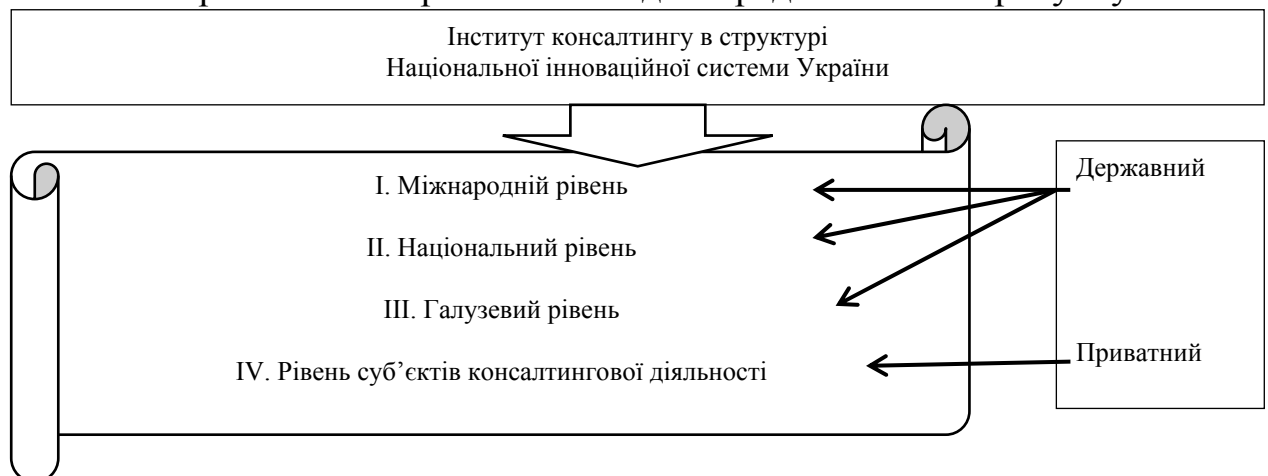 Інститут консалтингу в структурі
Національної інноваційної системи України
І. Міжнародній рівень
Державний
ІІ. Національний рівень
ІІІ. Галузевий рівень
IV. Рівень суб’єктів консалтингової діяльності
Приватний